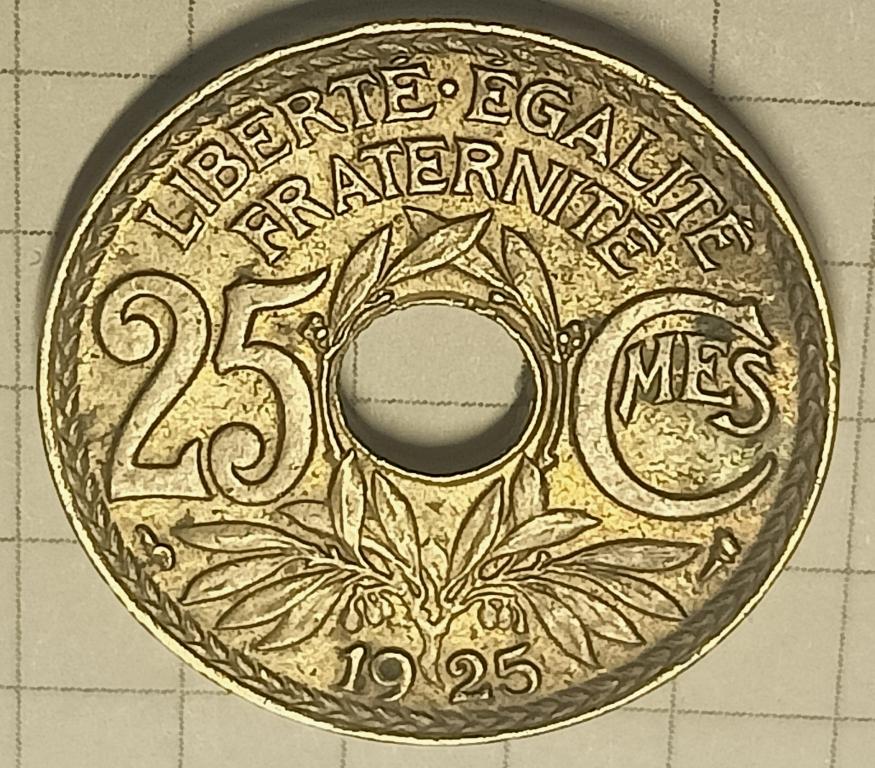 LIBERTÉ · ÉGALITÉ
FRATERNITÉ
25 CMES
1925